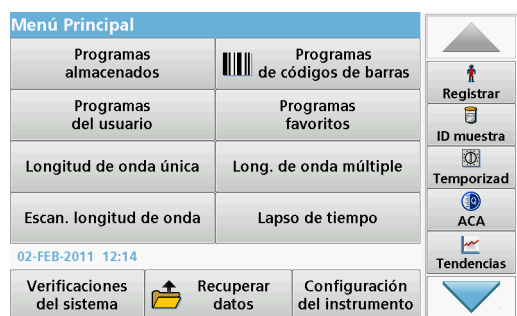 Menú Principal
Programas
almacenados
Programas
de códigos de barras
Programas
del usuario
Programas
favoritos
Longitud de onda única
Long. de onda múltiple
Escan. longitud de onda
Lapso de tiempo
02-FEB-2011 12:14
Verificaciones
del sistema
Recuperar
datos
Configuración
del instrumento
Registrar
ID muestra
Temporizad
ACA
Tendencias